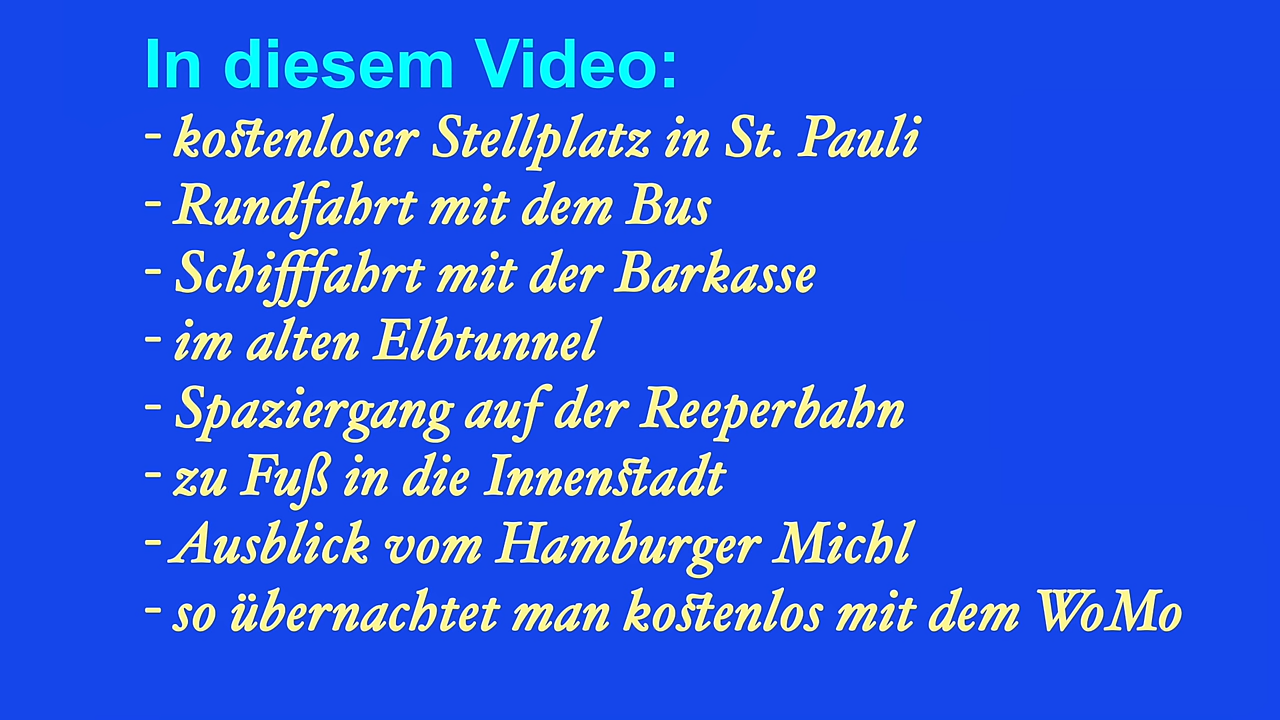 In diesem Video:
- kostenloser Stellplatz in St. Pauli
- Rundfahrt mit dem Bus
- Schifffahrt mit der Barkasse
- im alten Elbtunnel
- Spaziergang auf der Reeperbahn
- zu Fuß in die Innenstadt
- Ausblick vom Hamburger Michl
- so übernachtet man kostenlos mit dem WoMo